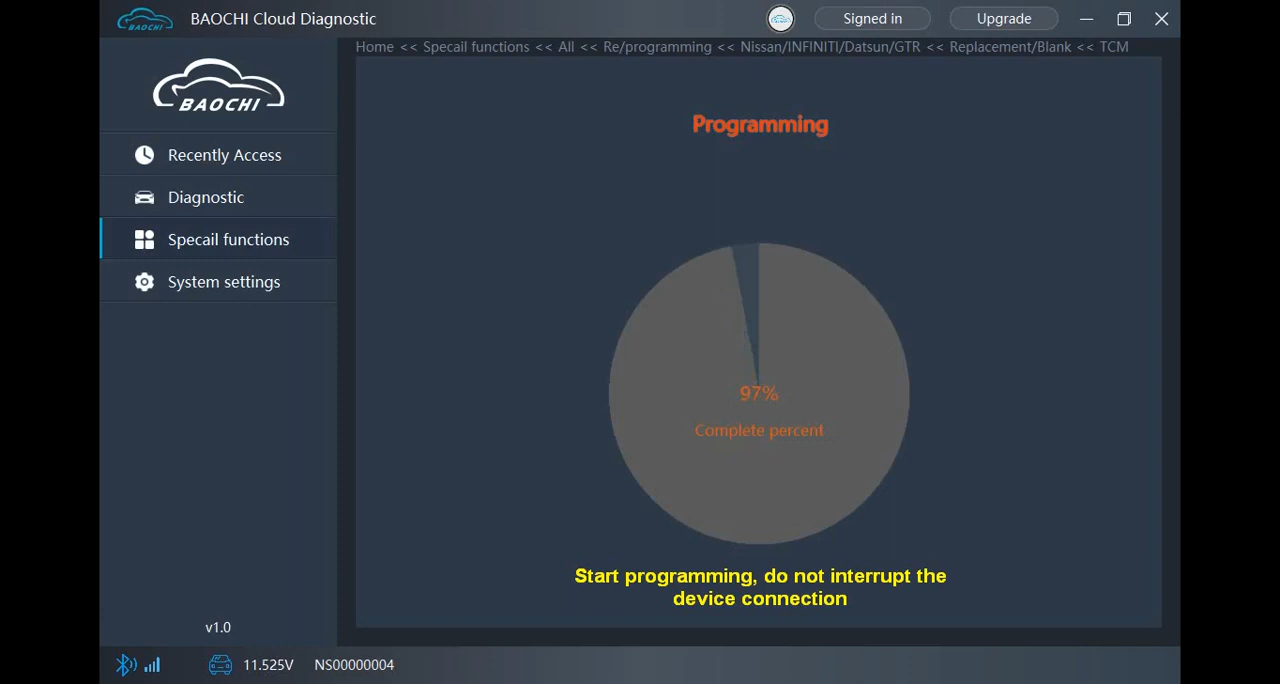 BAOCHI
BAOCHI Cloud Diagnostic
Signed in
Upgrade
Home << Specail functions << All << Re/programming << Nissan/INFINITI/Datsun/GTR << Replacement/Blank << TCM
BAOCHI
Recently Access
Diagnostic
Specail functions
System settings
Programming
97%
Complete percent
Start programming, do not interrupt the
device connection
v1.0
11.525V
NS00000004